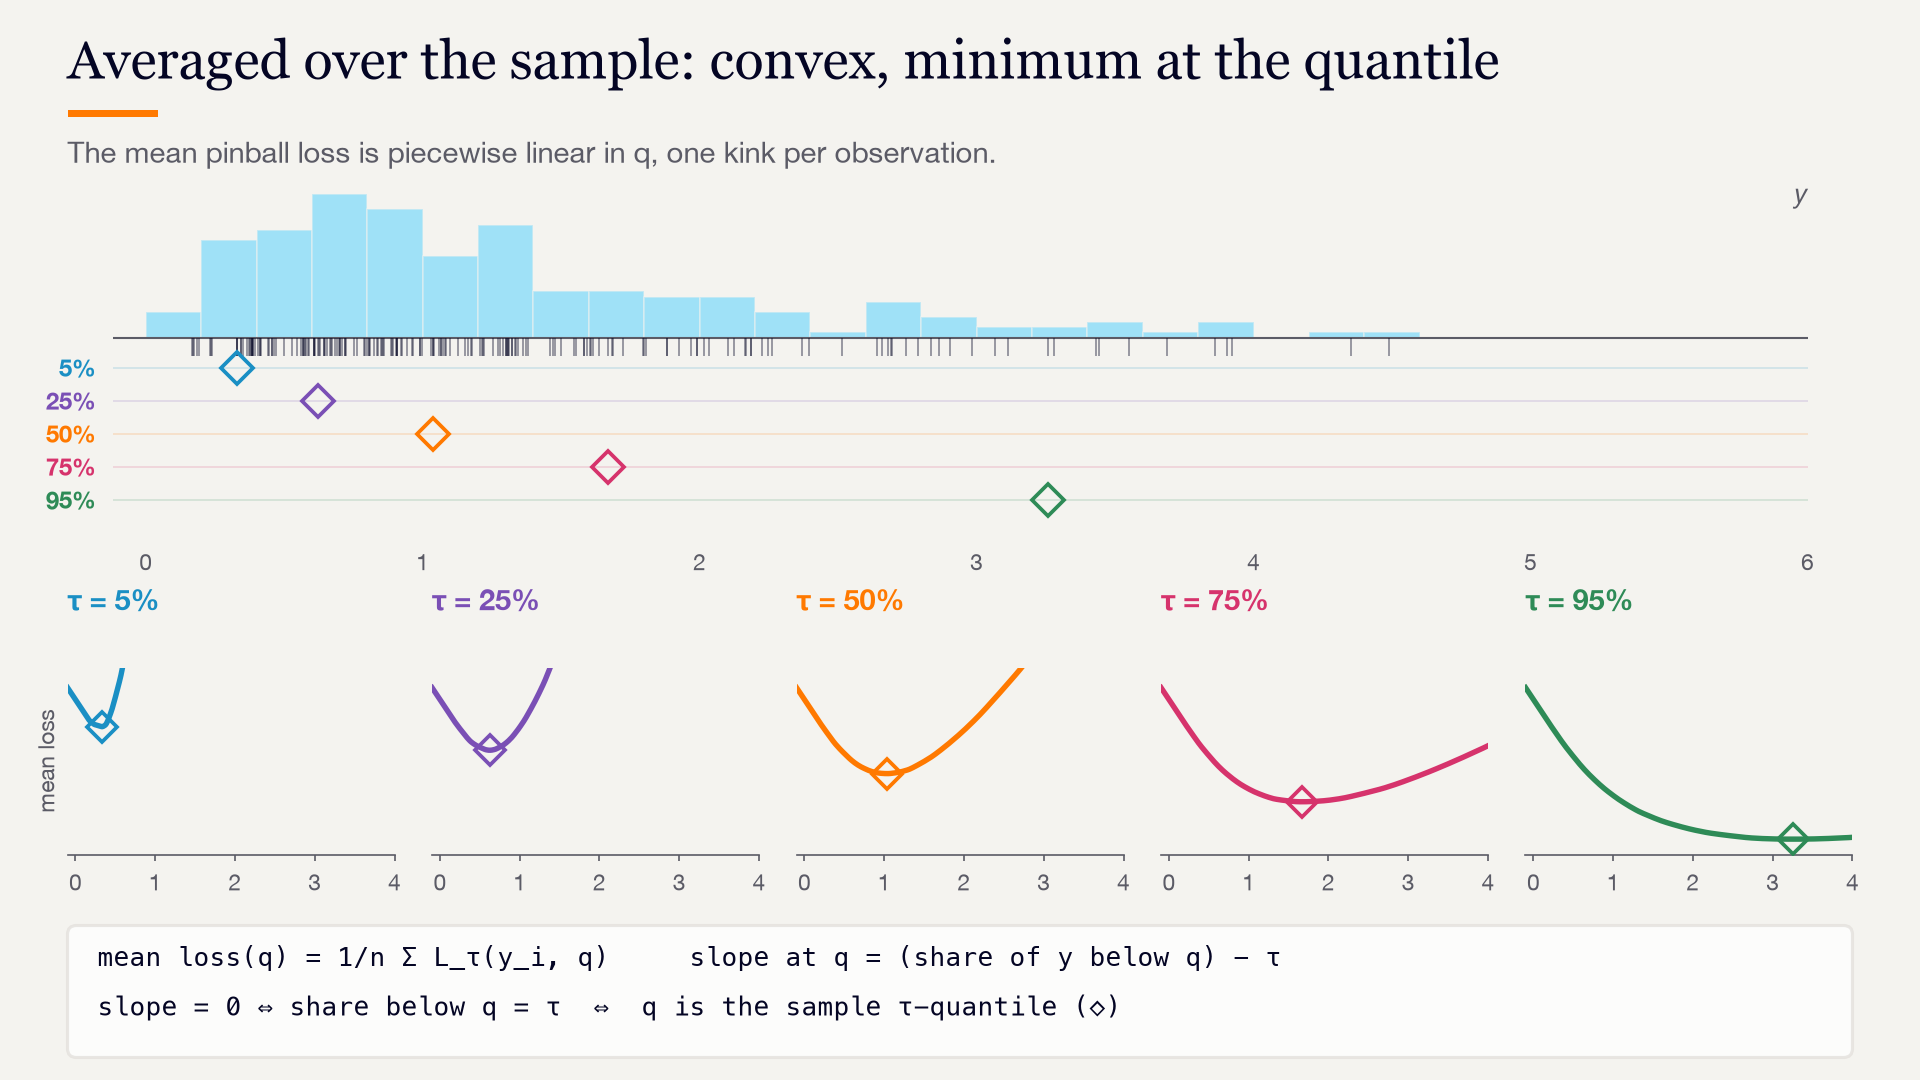 Averaged over the sample: convex, minimum at the quantile
The mean pinball loss is piecewise linear in q, one kink per observation.
y
5%
25%
50%
75%
95%
0 1 2 3 4 5 6
τ = 5% τ = 25% τ = 50% τ = 75% τ = 95%
mean loss
0 1 2 3 4 0 1 2 3 4 0 1 2 3 4 0 1 2 3 4 0 1 2 3 4
mean loss(q) = 1/n Σ L_τ(y_i, q) slope at q = (share of y below q) − τ
slope = 0 ⇔ share below q = τ ⇔ q is the sample τ−quantile (◇)